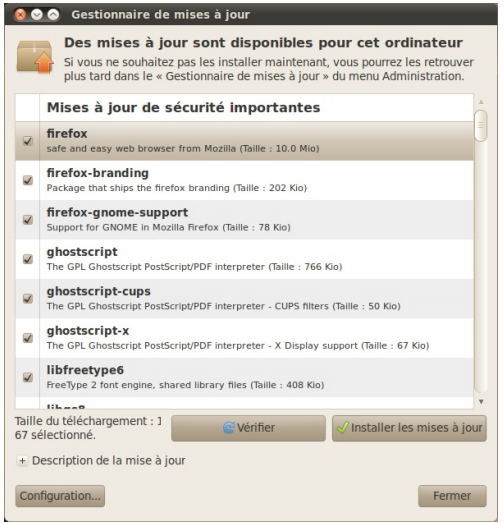 Gestionnaire de mises à jour
Des mises à jour sont disponibles pour cet ordinateur
Si vous ne souhaitez pas les installer maintenant, vous pourrez les retrouver
plus tard dans le « Gestionnaire de mises à jour » du menu Administration.
Mises à jour de sécurité importantes
firefox
safe and easy web browser from Mozilla (Taille : 10.0 Mio)
firefox-branding
Package that ships the firefox branding (Taille : 202 Kio)
firefox-gnome-support
Support for GNOME in Mozilla Firefox (Taille : 78 Kio)
ghostscript
The GPL Ghostscript PostScript/PDF interpreter (Taille : 766 Kio)
ghostscript-cups
The GPL Ghostscript PostScript/PDF interpreter - CUPS filters (Taille : 50 Kio)
ghostscript-x
The GPL Ghostscript PostScript/PDF interpreter - X Display support (Taille : 67 Kio)
libfreetype6
FreeType 2 font engine, shared library files (Taille : 408 Kio)
Taille du téléchargement : 1
67 sélectionné.
Vérifier
Installer les mises à jour
Description de la mise à jour
Configuration...
Fermer